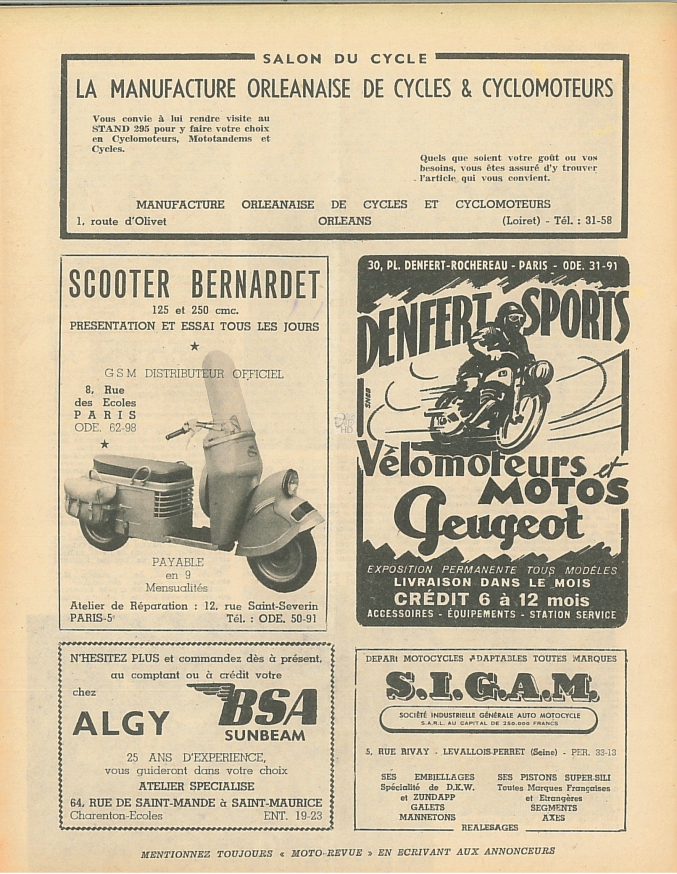 SALON DU CYCLE
LA MANUFACTURE ORLEANAISE DE CYCLES & CYCLOMOTEURS
Vous convie à lui rendre visite au
STAND 295 pour y faire votre choix
en Cyclomoteurs, Mototandems et
Cycles.
Quels que soient votre goût ou vos
besoins, vous êtes assuré d'y trouver
l'article qui vous convient.
MANUFACTURE ORLEANAISE DE CYCLES ET CYCLOMOTEURS
1, route d'Olivet ORLEANS (Loiret) - Tél. : 31-58
SCOOTER BERNARDET
125 et 250 cmc.
PRESENTATION ET ESSAI TOUS LES JOURS
GSM DISTRIBUTEUR OFFICIEL
8, Rue
des Ecoles
PARIS
ODE. 62-98
PAYABLE
en 9
Mensualités
Atelier de Réparation : 12, rue Saint-Severin
PARIS-5e Tél. : ODE. 50-91
30, PL. DENFERT-ROCHEREAU - PARIS - ODE. 31-91
DENFERT SPORTS
Vélomoteurs et
MOTOS
Peugeot
EXPOSITION PERMANENTE TOUS MODÈLES
LIVRAISON DANS LE MOIS
CRÉDIT 6 à 12 mois
ACCESSOIRES - ÉQUIPEMENTS - STATION SERVICE
N'HESITEZ PLUS et commandez dès à présent,
au comptant ou à crédit votre
chez
ALGY
BSA
SUNBEAM
25 ANS D'EXPERIENCE,
vous guideront dans votre choix
ATELIER SPECIALISE
64, RUE DE SAINT-MANDE à SAINT-MAURICE
Charenton-Ecoles ENT. 19-23
DEPART MOTOCYCLES ADAPTABLES TOUTES MARQUES
S.I.G.A.M.
SOCIÉTÉ INDUSTRIELLE GÉNÉRALE AUTO MOTOCYCLE
S.A.R.L. AU CAPITAL DE 250.000 FRANCS
5, RUE RIVAY - LEVALLOIS-PERRET (Seine) - PER. 33-13
SES EMBIELLAGES
Spécialité de D.K.W.
et ZUNDAPP
GALETS
MANNETONS
SES PISTONS SUPER-SILI
Toutes Marques Françaises
et Etrangères
SEGMENTS
AXES
REALESAGES
MENTIONNEZ TOUJOURS « MOTO-REVUE » EN ECRIVANT AUX ANNONCEURS